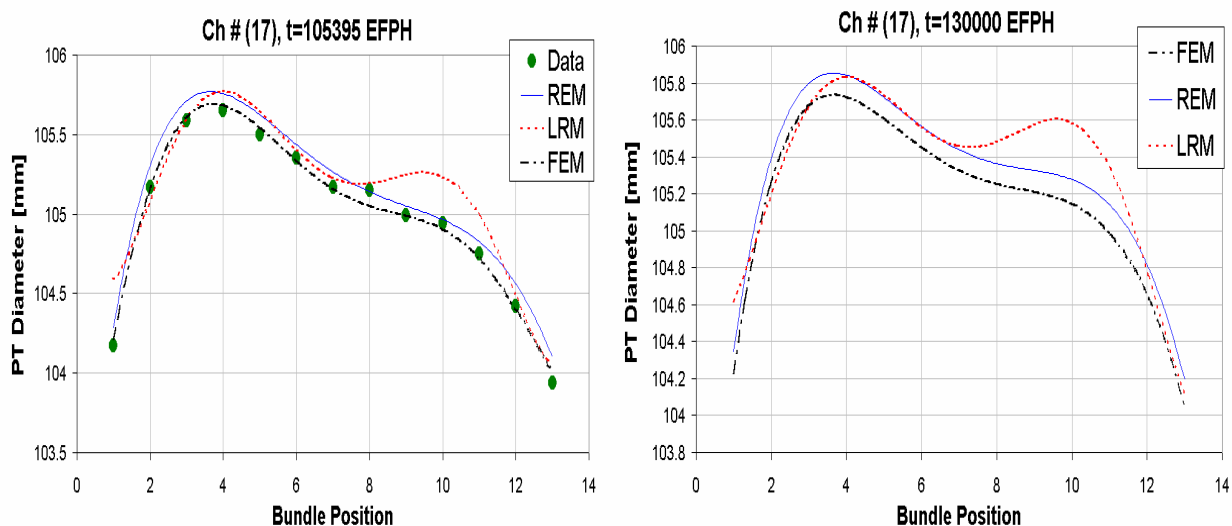 Ch # (17), t=105395 EFPH
106
105.5
105
104.5
104
103.5
PT Diameter [mm]
0 2 4 6 8 10 12 14
Bundle Position
Data
REM
LRM
FEM
Ch # (17), t=130000 EFPH
106
105.8
105.6
105.4
105.2
105
104.8
104.6
104.4
104.2
104
103.8
PT Diameter [mm]
0 2 4 6 8 10 12 14
Bundle Position
FEM
REM
LRM